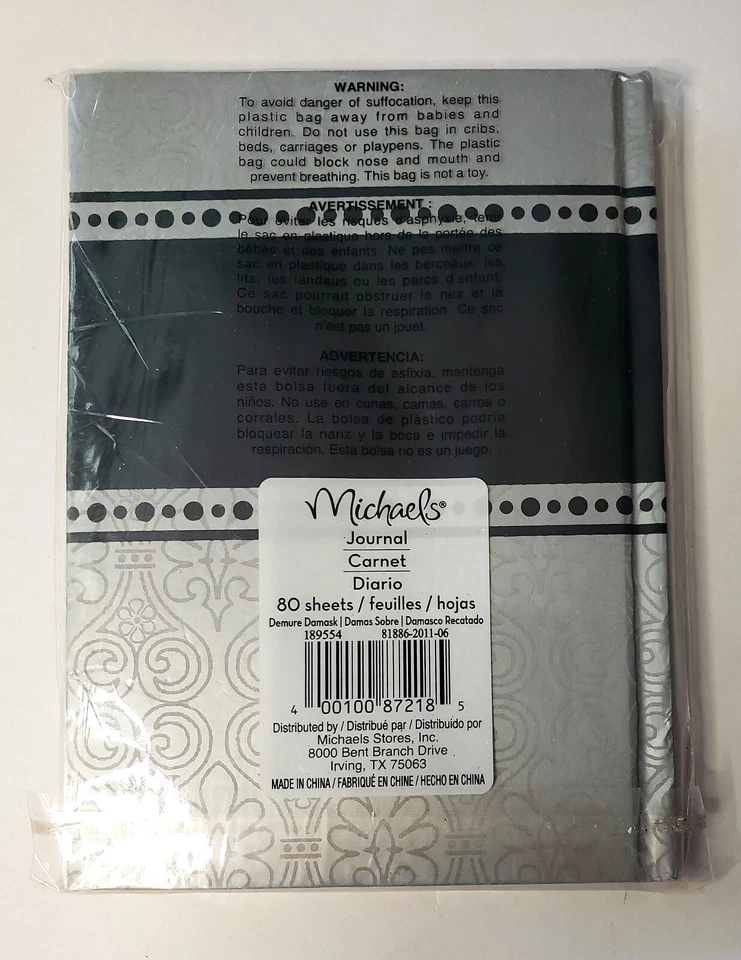 WARNING:
To avoid danger of suffocation, keep this
plastic bag away from babies and
children. Do not use this bag in cribs,
beds, carriages or playpens. The plastic
bag could block nose and mouth and
prevent breathing. This bag is not a toy.
AVERTISSEMENT :
Pour éviter les risques d'asphyxie, tenir
le sac en plastique hors de la portée des
bébés et des enfants. Ne pas mettre ce
sac en plastique dans les berceaux, les
lits, les landaus ou les parcs d'enfant.
Ce sac pourrait obstruer le nez et la
bouche et bloquer la respiration. Ce sac
n'est pas un jouet.
ADVERTENCIA:
Para evitar riesgos de asfixia, mantenga
esta bolsa fuera del alcance de los
niños. No use en cunas, camas, carros o
corrales. La bolsa de plástico podría
bloquear la nariz y la boca e impedir la
respiración. Esta bolsa no es un juego.
Michaels®
Journal
Carnet
Diario
80 sheets / feuilles / hojas
Demure Damask | Damas Sobre | Damasco Recatado
189554 81886-2011-06
4 00100 87218 5
Distributed by / Distribué par / Distribuido por
Michaels Stores, Inc.
8000 Bent Branch Drive
Irving, TX 75063
MADE IN CHINA / FABRIQUÉ EN CHINE / HECHO EN CHINA